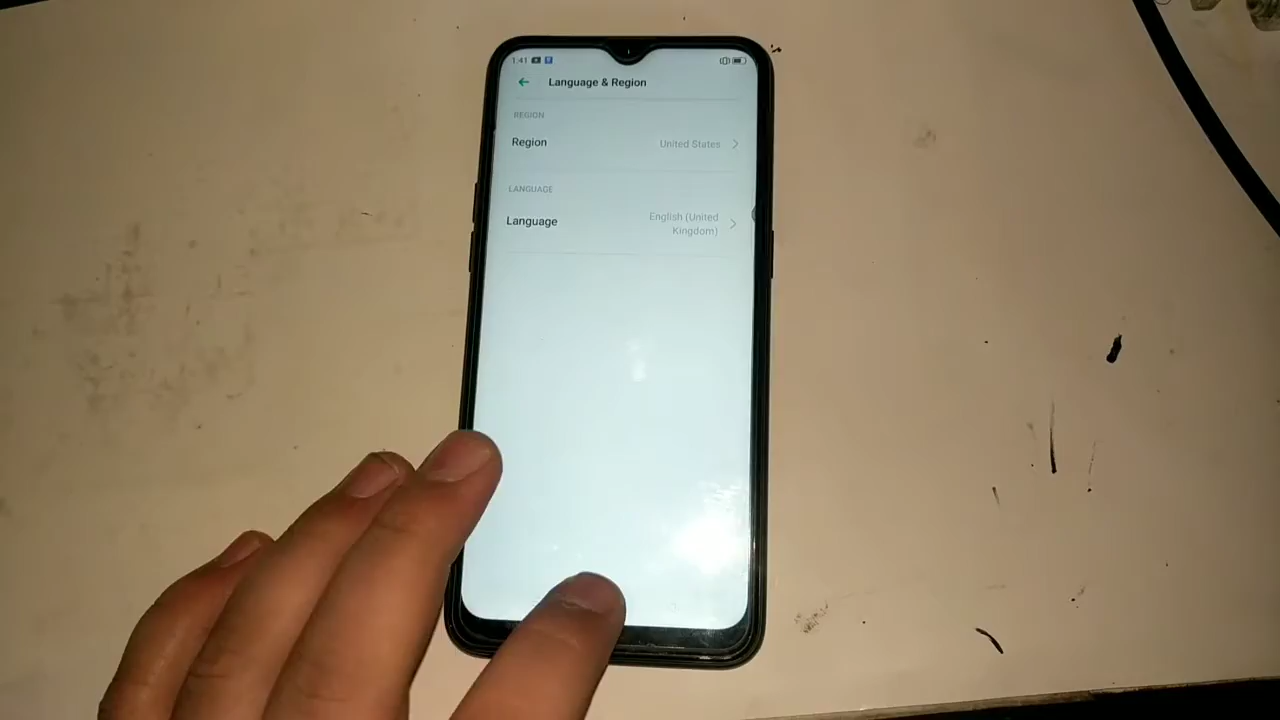 1:41
Language & Region
REGION
Region United States
LANGUAGE
Language English (United
Kingdom)